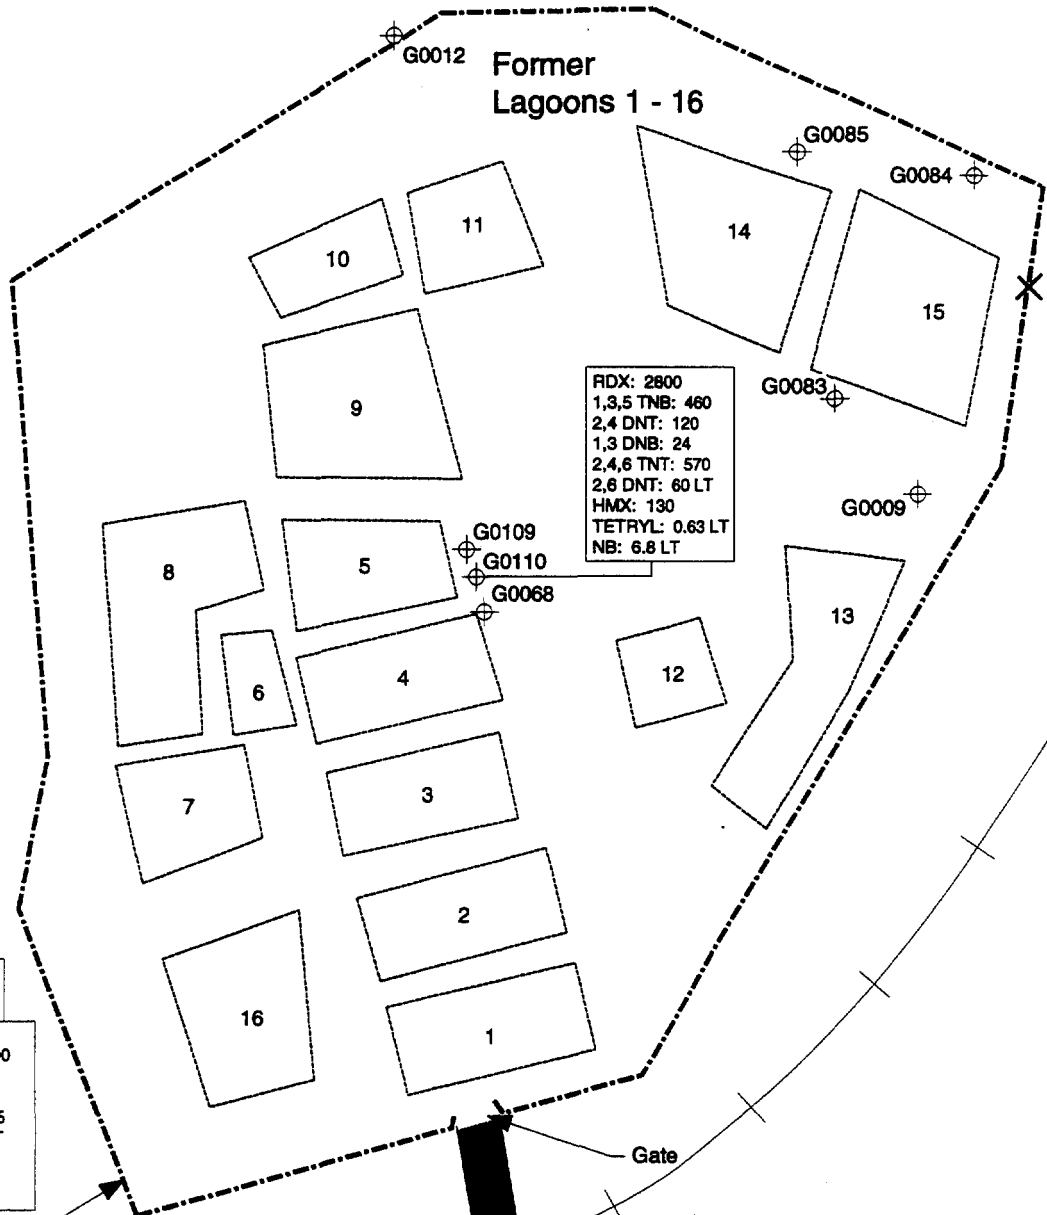 G0012
Former
Lagoons 1 - 16
G0085
G0084
11
14
10
15
9
RDX: 2800
1,3,5 TNB: 460
2,4 DNT: 120
1,3 DNB: 24
2,4,6 TNT: 570
2,6 DNT: 60 LT
HMX: 130
TETRYL: 0.63 LT
NB: 6.8 LT
G0083
G0009
G0109
8
5
G0110
G0068
13
12
4
6
3
7
2
16
1
Gate